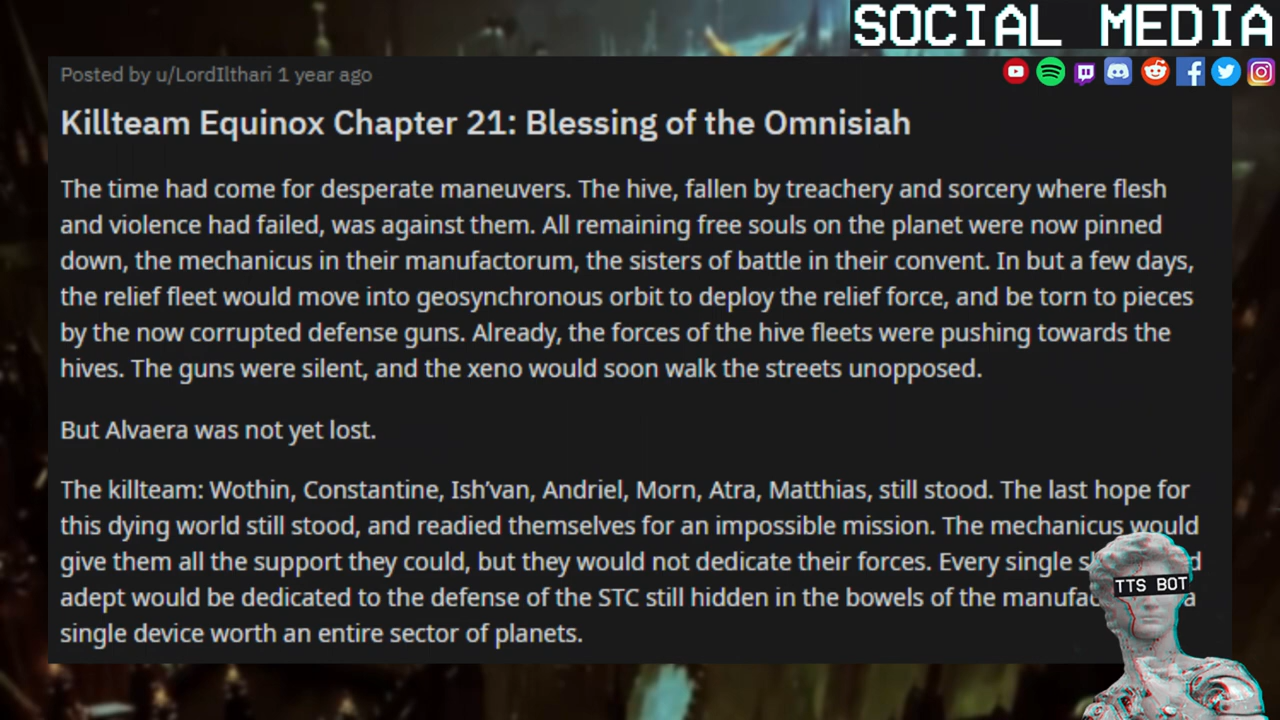 SOCIAL MEDIA
Posted by u/LordIlthari 1 year ago
Killteam Equinox Chapter 21: Blessing of the Omnisiah
The time had come for desperate maneuvers. The hive, fallen by treachery and sorcery where flesh
and violence had failed, was against them. All remaining free souls on the planet were now pinned
down, the mechanicus in their manufactorum, the sisters of battle in their convent. In but a few days,
the relief fleet would move into geosynchronous orbit to deploy the relief force, and be torn to pieces
by the now corrupted defense guns. Already, the forces of the hive fleets were pushing towards the
hives. The guns were silent, and the xeno would soon walk the streets unopposed.
But Alvaera was not yet lost.
The killteam: Wothin, Constantine, Ish’van, Andriel, Morn, Atra, Matthias, still stood. The last hope for
this dying world still stood, and readied themselves for an impossible mission. The mechanicus would
give them all the support they could, but they would not dedicate their forces. Every single
adept would be dedicated to the defense of the STC still hidden in the bowels of the a
single device worth an entire sector of planets.
TTS BOT